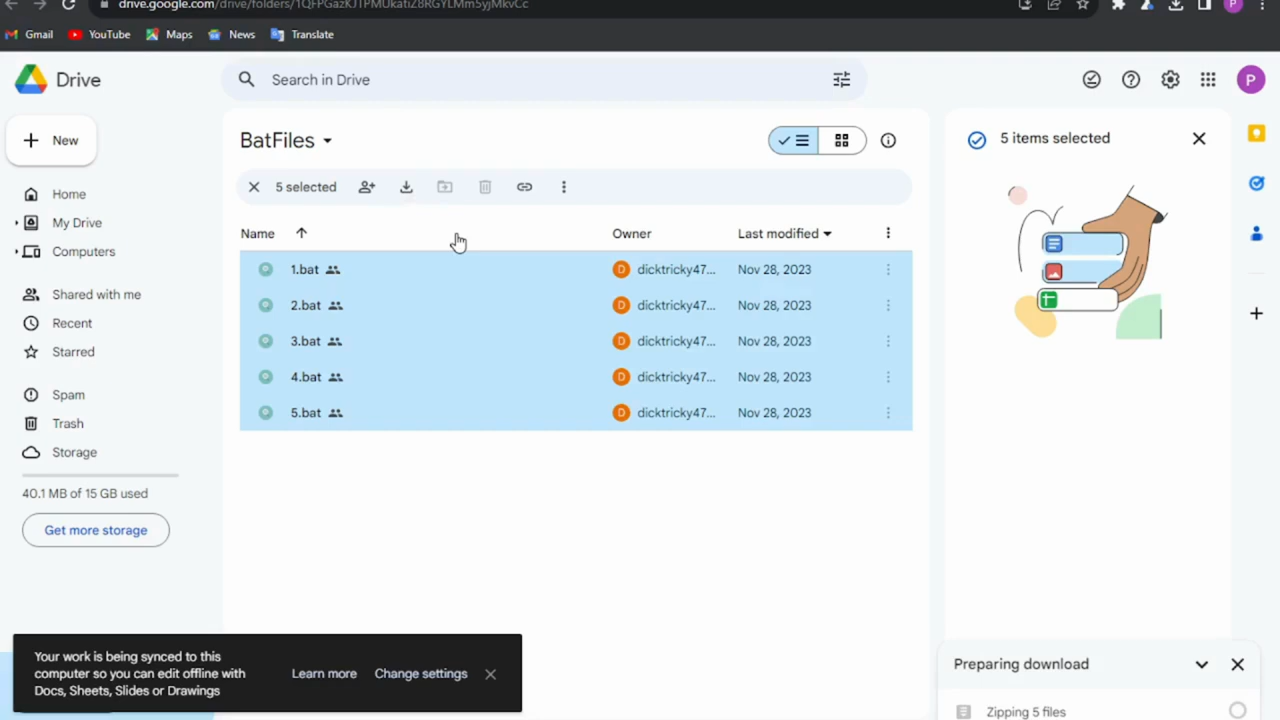 drive.google.com/drive/folders/1QFPGazKJTPMUkatiZ8RGYLMm5yjMkvCc
Gmail YouTube Maps News Translate
Drive
Search in Drive
P
New
BatFiles
5 items selected
5 selected
Home
My Drive
Computers
Shared with me
Recent
Starred
Spam
Trash
Storage
40.1 MB of 15 GB used
Get more storage
Name Owner Last modified
1.bat D dicktricky47... Nov 28, 2023
2.bat D dicktricky47... Nov 28, 2023
3.bat D dicktricky47... Nov 28, 2023
4.bat D dicktricky47... Nov 28, 2023
5.bat D dicktricky47... Nov 28, 2023
Your work is being synced to this
computer so you can edit offline with
Docs, Sheets, Slides or Drawings
Learn more Change settings
Preparing download
Zipping 5 files